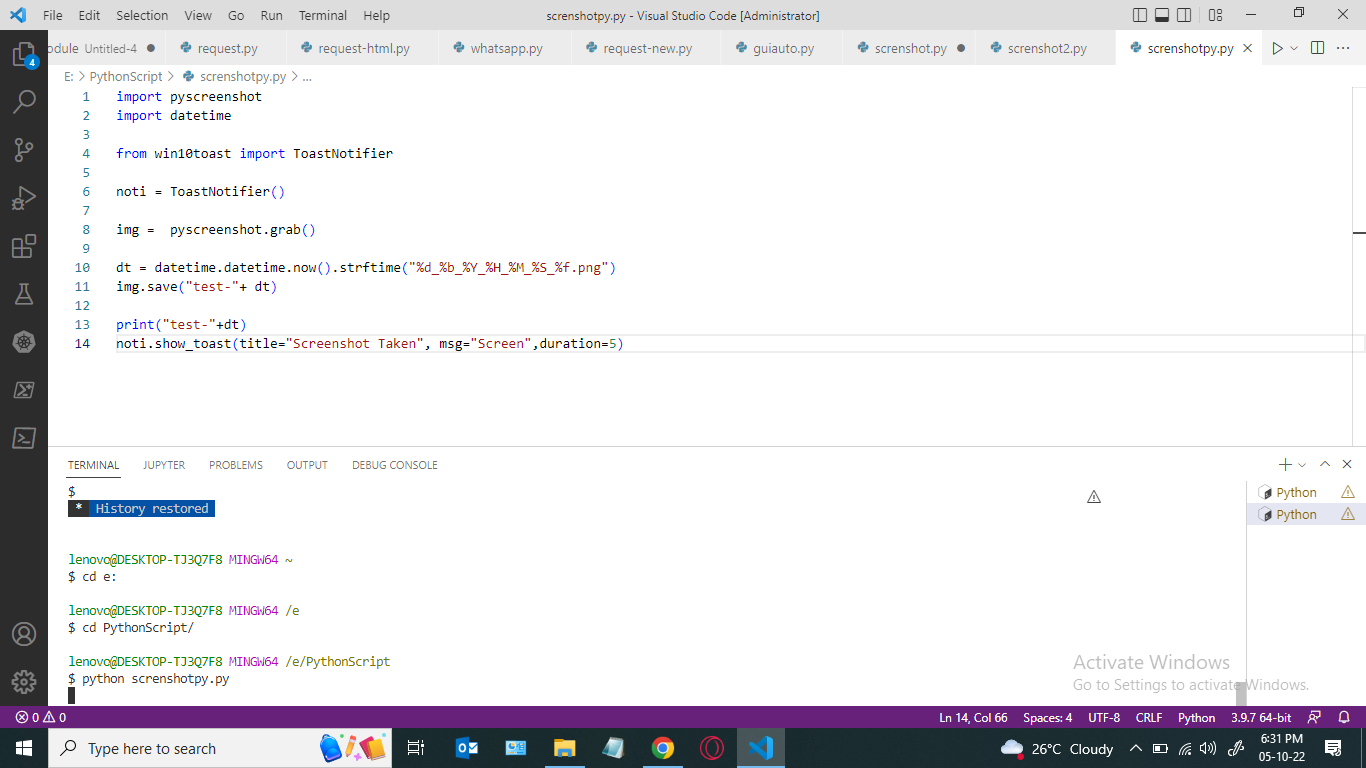 File Edit Selection View Go Run Terminal Help screnshotpy.py - Visual Studio Code [Administrator]
odule Untitled-4 ● request.py request-html.py whatsapp.py request-new.py guiauto.py screnshot.py ● screnshot2.py screnshotpy.py
4
E: > PythonScript > screnshotpy.py > ...
1 import pyscreenshot
2 import datetime
3
4 from win10toast import ToastNotifier
5
6 noti = ToastNotifier()
7
8 img =  pyscreenshot.grab()
9
10 dt = datetime.datetime.now().strftime("%d_%b_%Y_%H_%M_%S_%f.png")
11 img.save("test-"+ dt)
12
13 print("test-"+dt)
14 noti.show_toast(title="Screenshot Taken", msg="Screen",duration=5)
TERMINAL JUPYTER PROBLEMS OUTPUT DEBUG CONSOLE
$
* History restored
Python
Python
lenovo@DESKTOP-TJ3Q7F8 MINGW64 ~
$ cd e:
lenovo@DESKTOP-TJ3Q7F8 MINGW64 /e
$ cd PythonScript/
lenovo@DESKTOP-TJ3Q7F8 MINGW64 /e/PythonScript
$ python screnshotpy.py
Activate Windows
Go to Settings to activate Windows.
0 0 Ln 14, Col 66 Spaces: 4 UTF-8 CRLF Python 3.9.7 64-bit
Type here to search 26°C Cloudy 6:31 PM
05-10-22